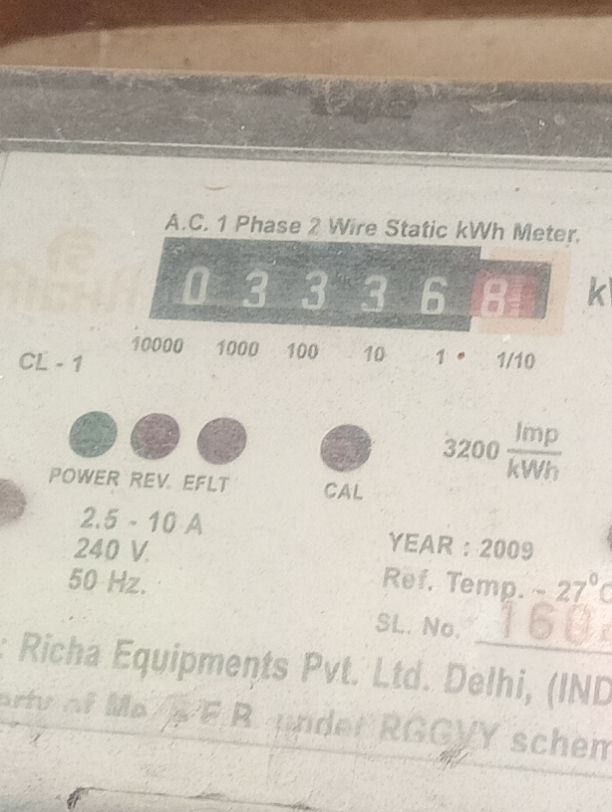 A.C. 1 Phase 2 Wire Static kWh Meter.
0 3 3 3 6 8
10000 1000 100 10 1 • 1/10
CL - 1
3200 Imp/kWh
POWER REV. EFLT
CAL
2.5 - 10 A
240 V.
50 Hz.
YEAR : 2009
Ref. Temp. - 27°C
SL. No. 160
: Richa Equipments Pvt. Ltd. Delhi, (IND
under RGGVY schem